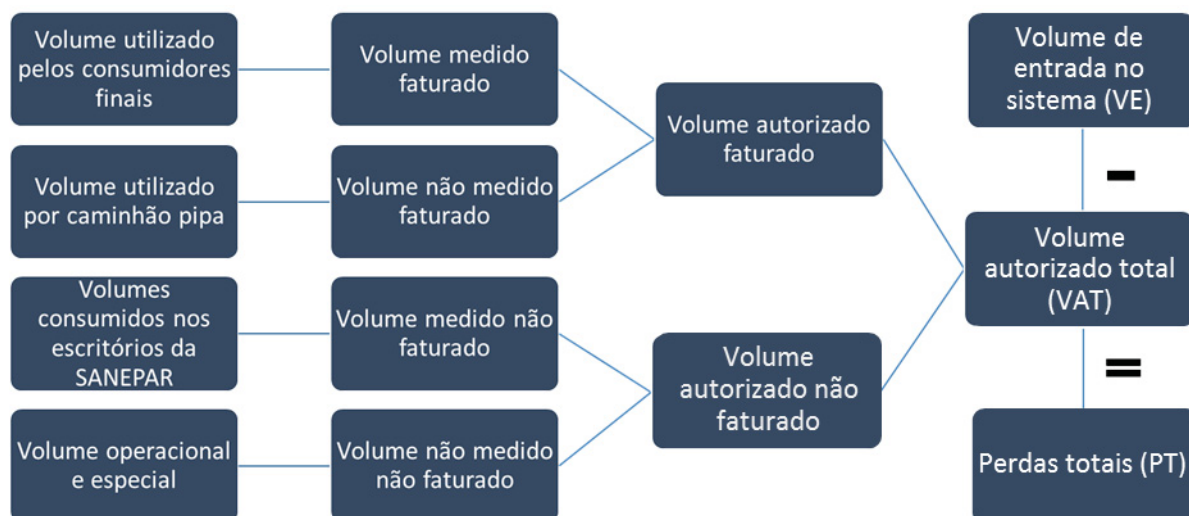 Volume utilizado
pelos consumidores
finais
Volume medido
faturado
Volume utilizado
por caminhão pipa
Volume não medido
faturado
Volumes
consumidos nos
escritórios da
SANEPAR
Volume medido não
faturado
Volume operacional
e especial
Volume não medido
não faturado
Volume autorizado
faturado
Volume
autorizado não
faturado
Volume de
entrada no
sistema (VE)
-
Volume
autorizado total
(VAT)
=
Perdas totais (PT)